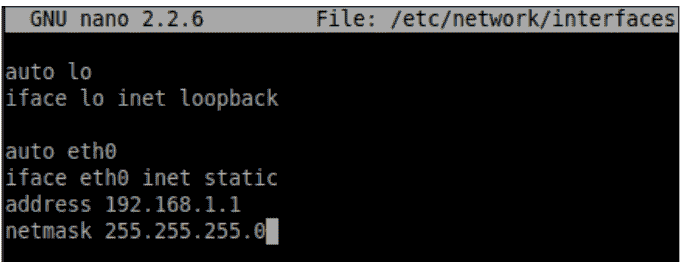 GNU nano 2.2.6 File: /etc/network/interfaces
auto lo
iface lo inet loopback
auto eth0
iface eth0 inet static
address 192.168.1.1
netmask 255.255.255.0